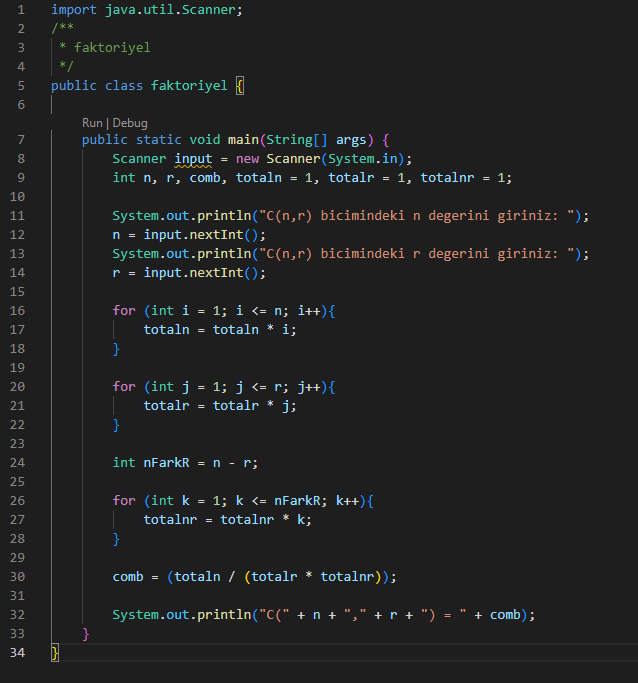 1 import java.util.Scanner;
2 /**
3  * faktoriyel
4  */
5 public class faktoriyel {
6
Run | Debug
7     public static void main(String[] args) {
8         Scanner input = new Scanner(System.in);
9         int n, r, comb, totaln = 1, totalr = 1, totalnr = 1;
10
11         System.out.println("C(n,r) bicimindeki n degerini giriniz: ");
12         n = input.nextInt();
13         System.out.println("C(n,r) bicimindeki r degerini giriniz: ");
14         r = input.nextInt();
15
16         for (int i = 1; i <= n; i++){
17             totaln = totaln * i;
18         }
19
20         for (int j = 1; j <= r; j++){
21             totalr = totalr * j;
22         }
23
24         int nFarkR = n - r;
25
26         for (int k = 1; k <= nFarkR; k++){
27             totalnr = totalnr * k;
28         }
29
30         comb = (totaln / (totalr * totalnr));
31
32         System.out.println("C(" + n + "," + r + ") = " + comb);
33     }
34 }